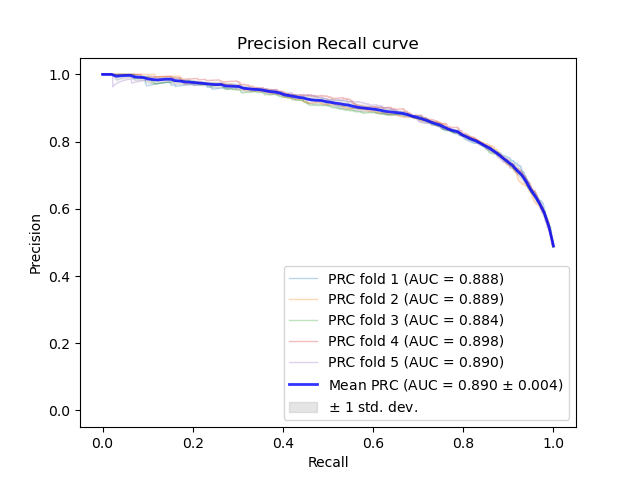 Precision Recall curve
1.0
0.8
0.6
0.4
0.2
0.0
Precision
PRC fold 1 (AUC = 0.888)
PRC fold 2 (AUC = 0.889)
PRC fold 3 (AUC = 0.884)
PRC fold 4 (AUC = 0.898)
PRC fold 5 (AUC = 0.890)
Mean PRC (AUC = 0.890 ± 0.004)
± 1 std. dev.
0.0 0.2 0.4 0.6 0.8 1.0
Recall